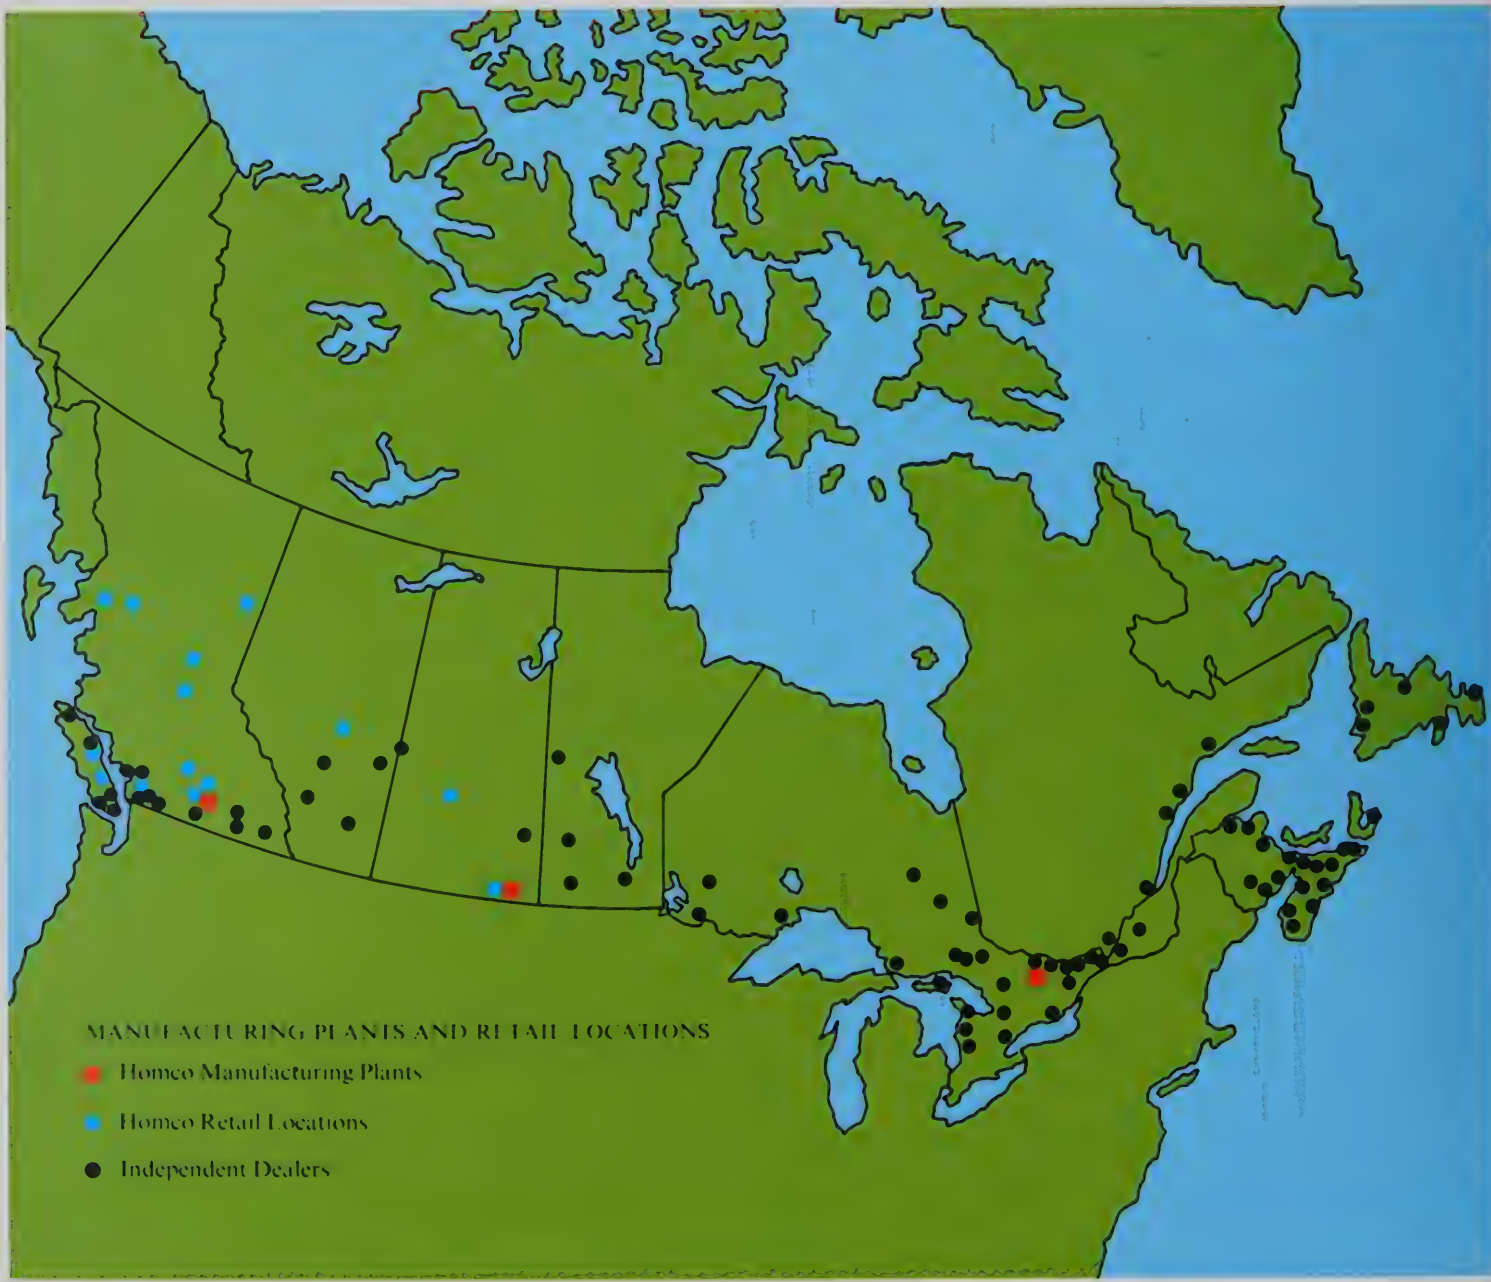 MANUFACTURING PLANTS AND RETAIL LOCATIONS
Homco Manufacturing Plants
Homco Retail Locations
Independent Dealers